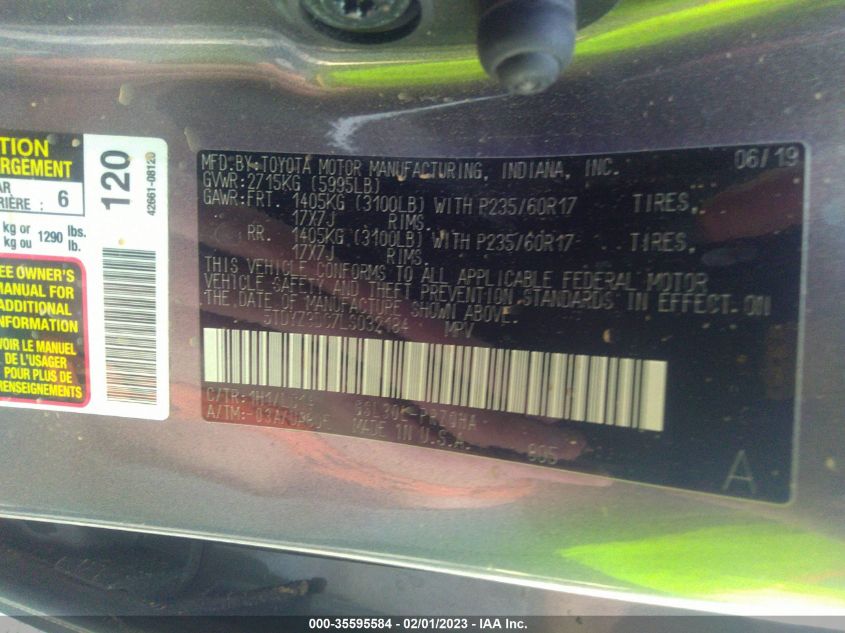 TION
RGEMENT
AR
RIÈRE : 6
kg or 1290 lbs.
kg ou lb.
EE OWNER'S
MANUAL FOR
ADDITIONAL
INFORMATION
VOIR LE MANUEL
DE L'USAGER
RENSEIGNEMENTS
120
42661-08120
MFD.BY:TOYOTA MOTOR MANUFACTURING, INDIANA, INC. 06/19
GVWR:2715KG (5995LB)
GAWR:FRT. 1405KG (3100LB) WITH P235/60R17 TIRES,
17X7J RIMS.
RR. 1405KG (3100LB) WITH P235/60R17 TIRES,
17X7J RIMS.
THIS VEHICLE CONFORMS TO ALL APPLICABLE FEDERAL MOTOR
VEHICLE SAFETY AND THEFT PREVENTION STANDARDS IN EFFECT ON
THE DATE OF MANUFACTURE SHOWN ABOVE.
MPV
C/TR:
A/TM:
MADE IN U.S.A.
A
000-35595584 - 02/01/2023 - IAA Inc.